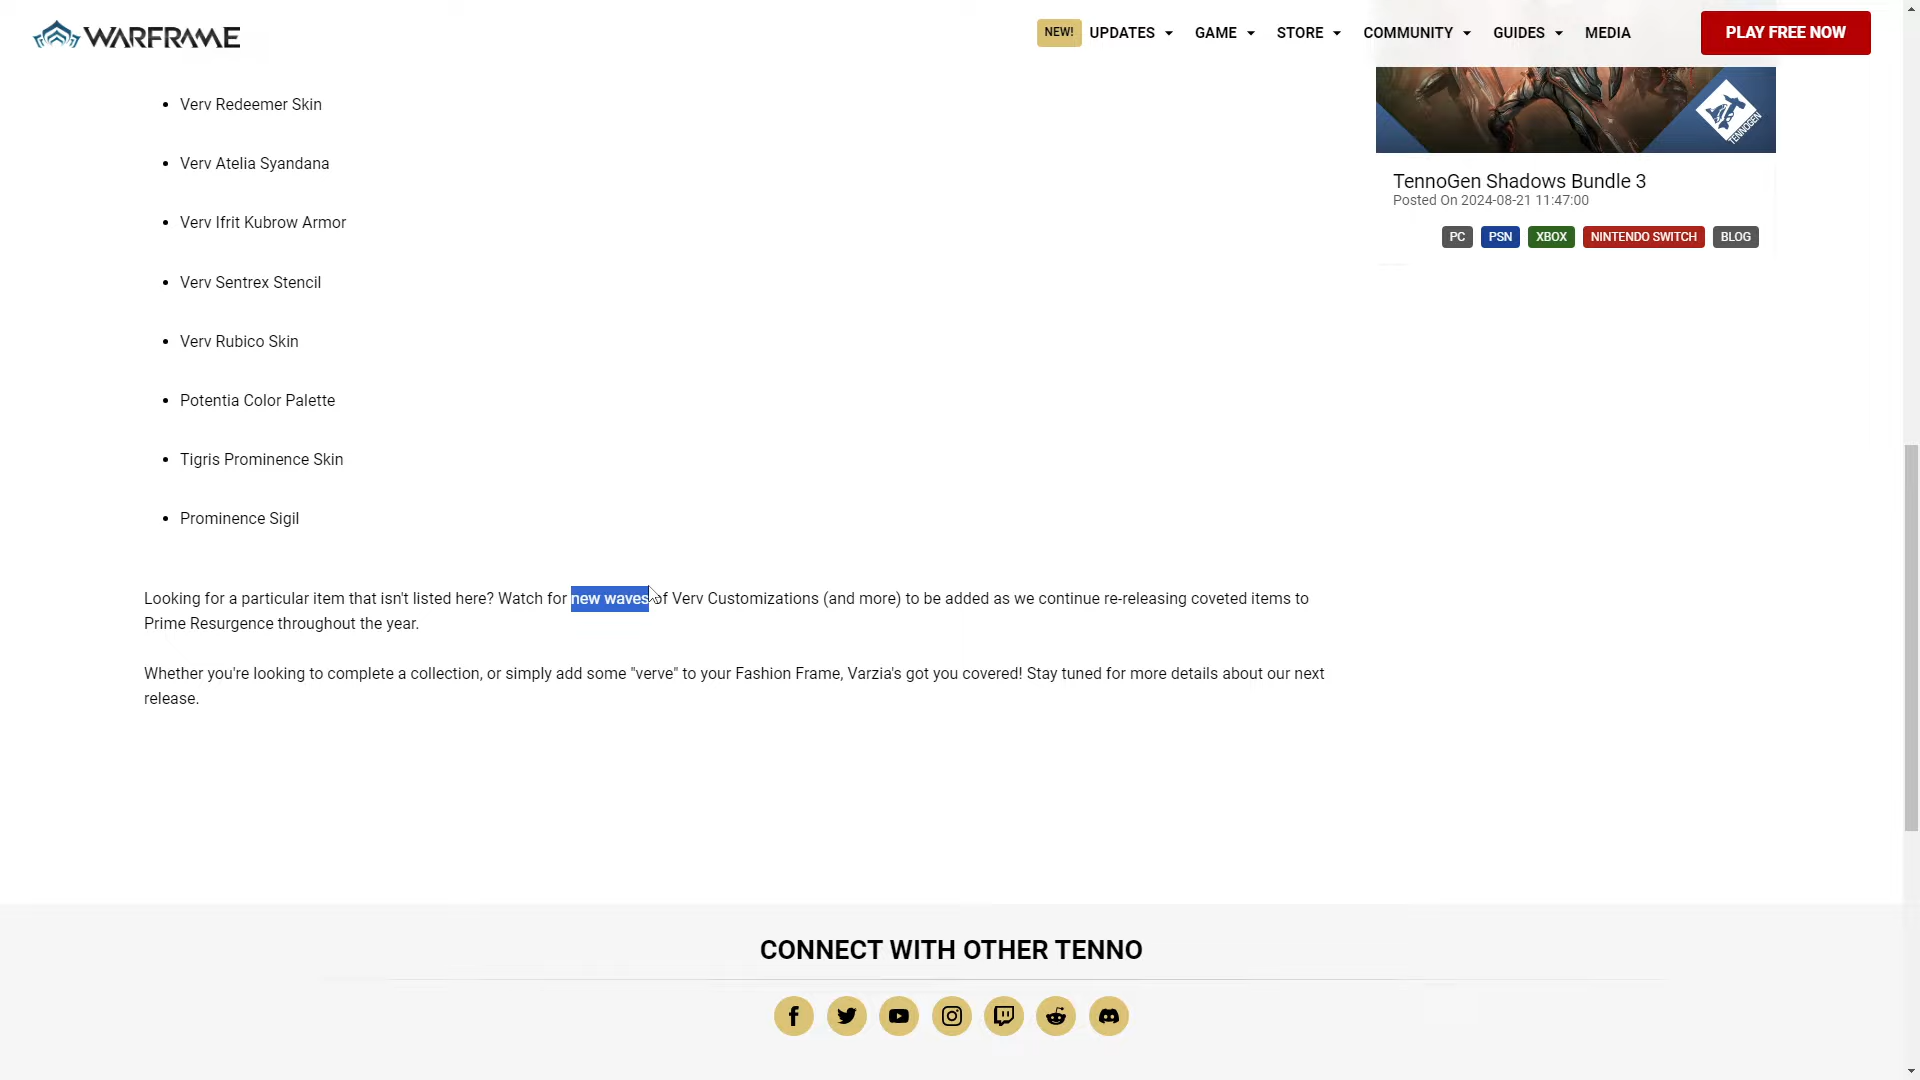 WARFRAME
NEW! UPDATES GAME STORE COMMUNITY GUIDES MEDIA PLAY FREE NOW
• Verv Redeemer Skin
• Verv Atelia Syandana
• Verv Ifrit Kubrow Armor
• Verv Sentrex Stencil
• Verv Rubico Skin
• Potentia Color Palette
• Tigris Prominence Skin
• Prominence Sigil
Looking for a particular item that isn't listed here? Watch for new waves of Verv Customizations (and more) to be added as we continue re-releasing coveted items to
Prime Resurgence throughout the year.
Whether you're looking to complete a collection, or simply add some "verve" to your Fashion Frame, Varzia's got you covered! Stay tuned for more details about our next
release.
TENNOGEN
TennoGen Shadows Bundle 3
Posted On 2024-08-21 11:47:00
PC PSN XBOX NINTENDO SWITCH BLOG
CONNECT WITH OTHER TENNO